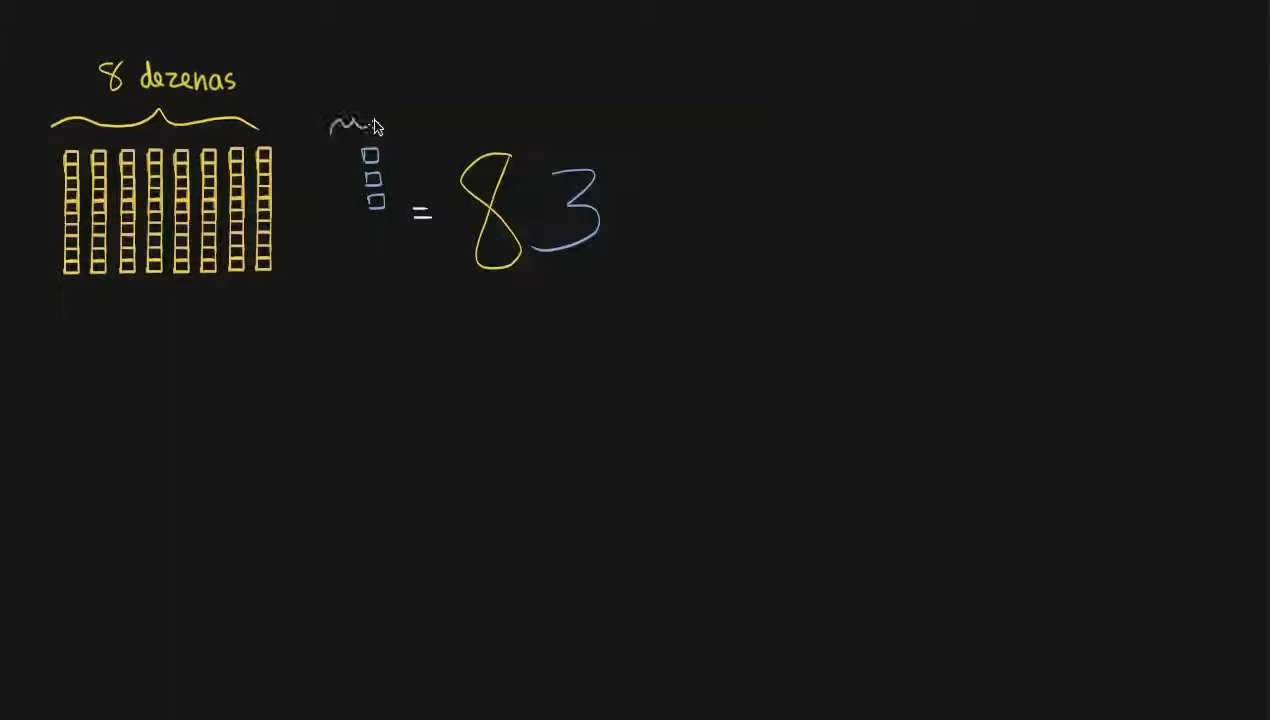 8 dezenas
= 83